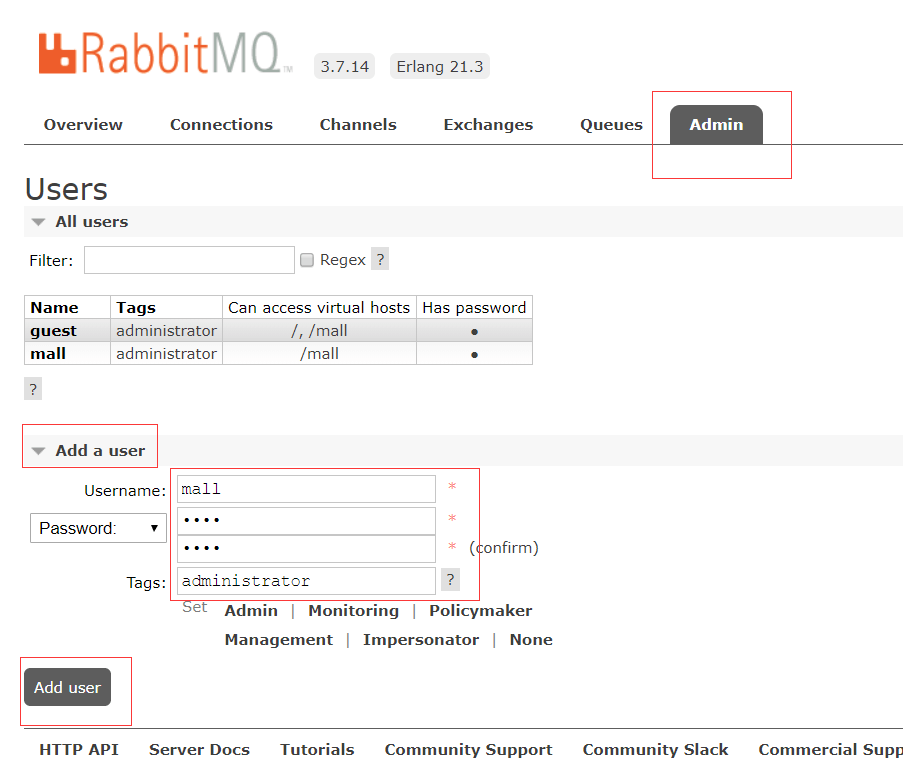 RabbitMQ TM 3.7.14 Erlang 21.3
Overview Connections Channels Exchanges Queues Admin
Users
All users
Filter: Regex ?
Name Tags Can access virtual hosts Has password
guest administrator /, /mall ●
mall administrator /mall ●
?
Add a user
Username: mall *
Password: •••• *
•••• * (confirm)
Tags: administrator ?
Set Admin | Monitoring | Policymaker
Management | Impersonator | None
Add user
HTTP API Server Docs Tutorials Community Support Community Slack Commercial Supp